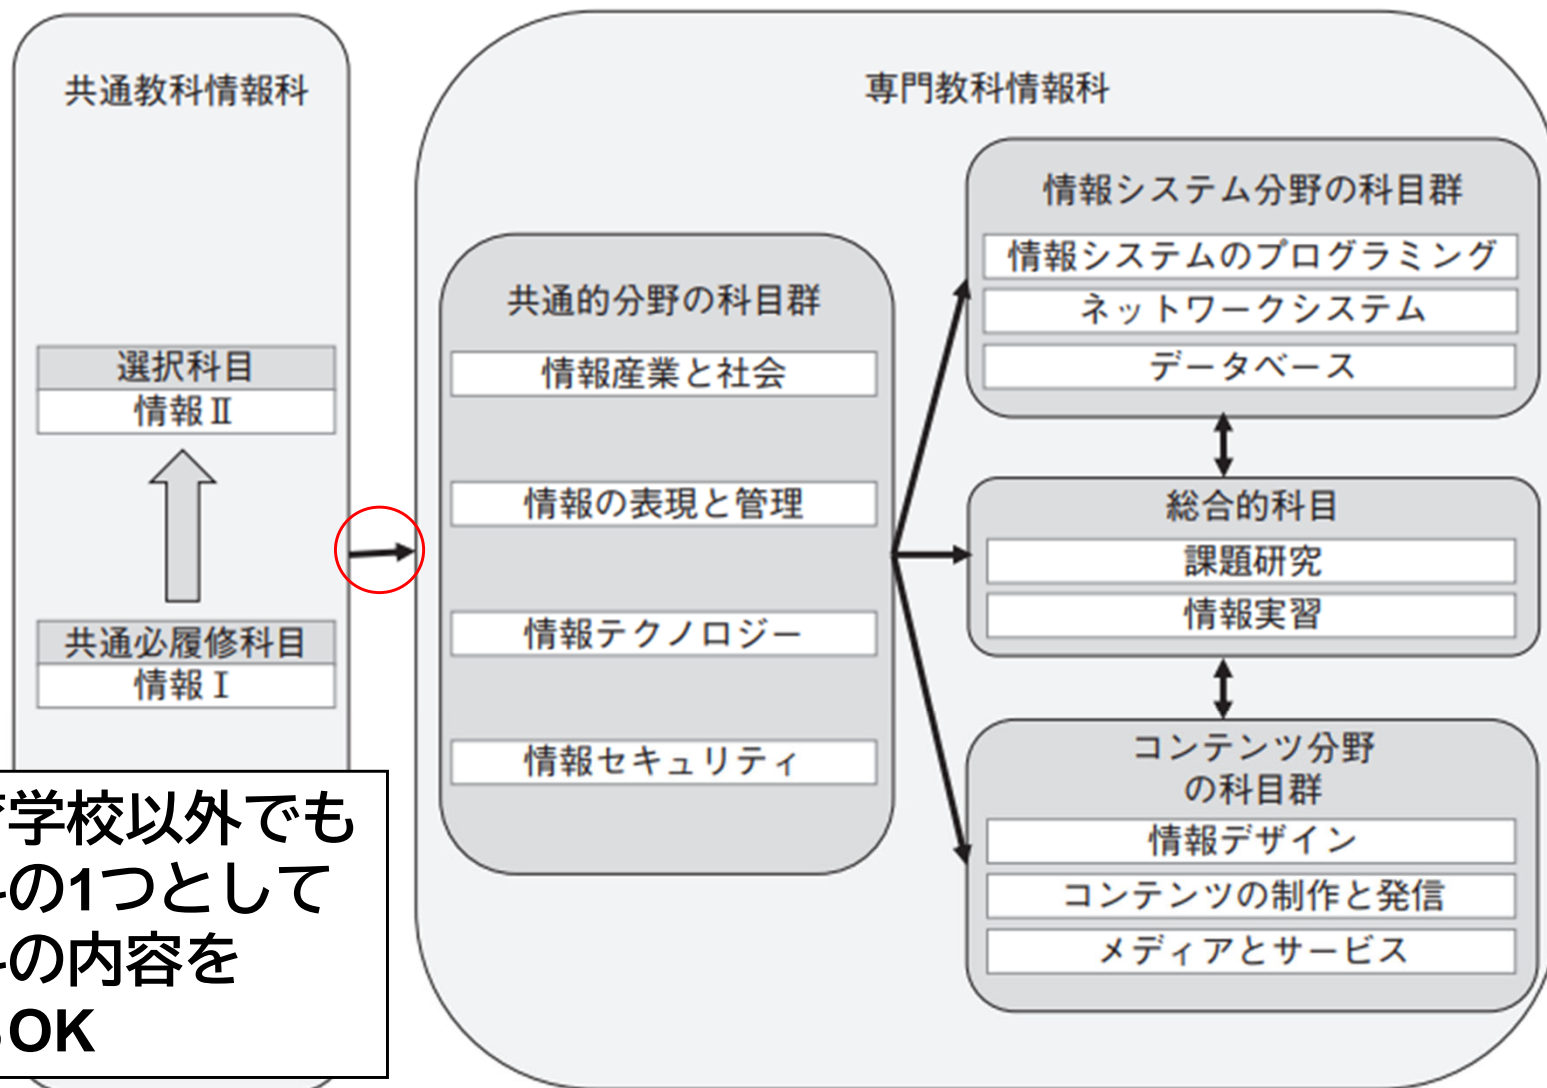 共通教科情報科
選択科目
情報Ⅱ
共通必履修科目
情報Ⅰ
学校以外でも
の1つとして
の内容を
OK
専門教科情報科
共通的分野の科目群
情報産業と社会
情報の表現と管理
情報テクノロジー
情報セキュリティ
情報システム分野の科目群
情報システムのプログラミング
ネットワークシステム
データベース
総合的科目
課題研究
情報実習
コンテンツ分野
の科目群
情報デザイン
コンテンツの制作と発信
メディアとサービス